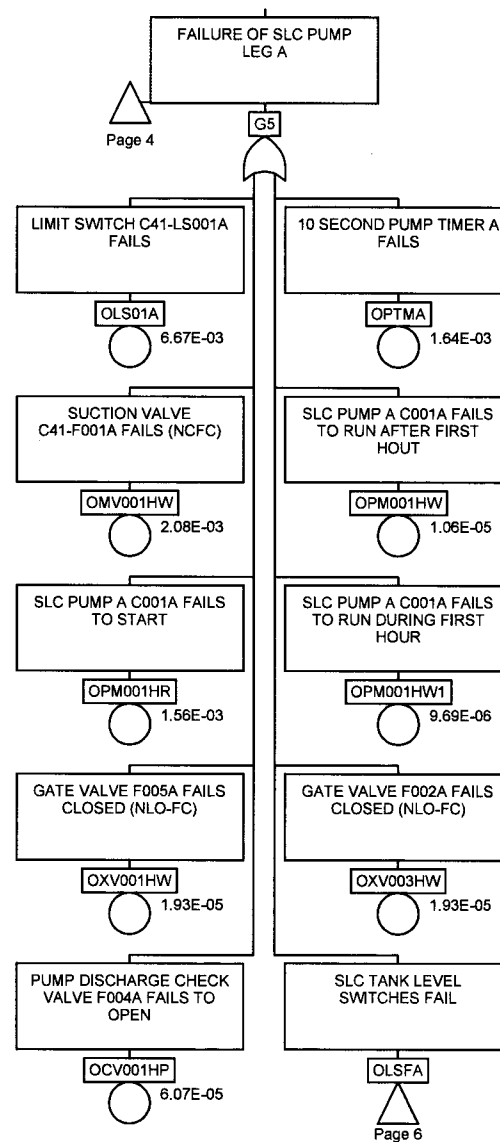 FAILURE OF SLC PUMP
LEG A
Page 4
G5
LIMIT SWITCH C41-LS001A
FAILS
OLS01A
6.67E-03
10 SECOND PUMP TIMER A
FAILS
OPTMA
1.64E-03
SUCTION VALVE
C41-F001A FAILS (NCFC)
OMV001HW
2.08E-03
SLC PUMP A C001A FAILS
TO RUN AFTER FIRST
HOUT
OPM001HW
1.06E-05
SLC PUMP A C001A FAILS
TO START
OPM001HR
1.56E-03
SLC PUMP A C001A FAILS
TO RUN DURING FIRST
HOUR
OPM001HW1
9.69E-06
GATE VALVE F005A FAILS
CLOSED (NLO-FC)
OXV001HW
1.93E-05
GATE VALVE F002A FAILS
CLOSED (NLO-FC)
OXV003HW
1.93E-05
PUMP DISCHARGE CHECK
VALVE F004A FAILS TO
OPEN
OCV001HP
6.07E-05
SLC TANK LEVEL
SWITCHES FAIL
OLSFA
Page 6